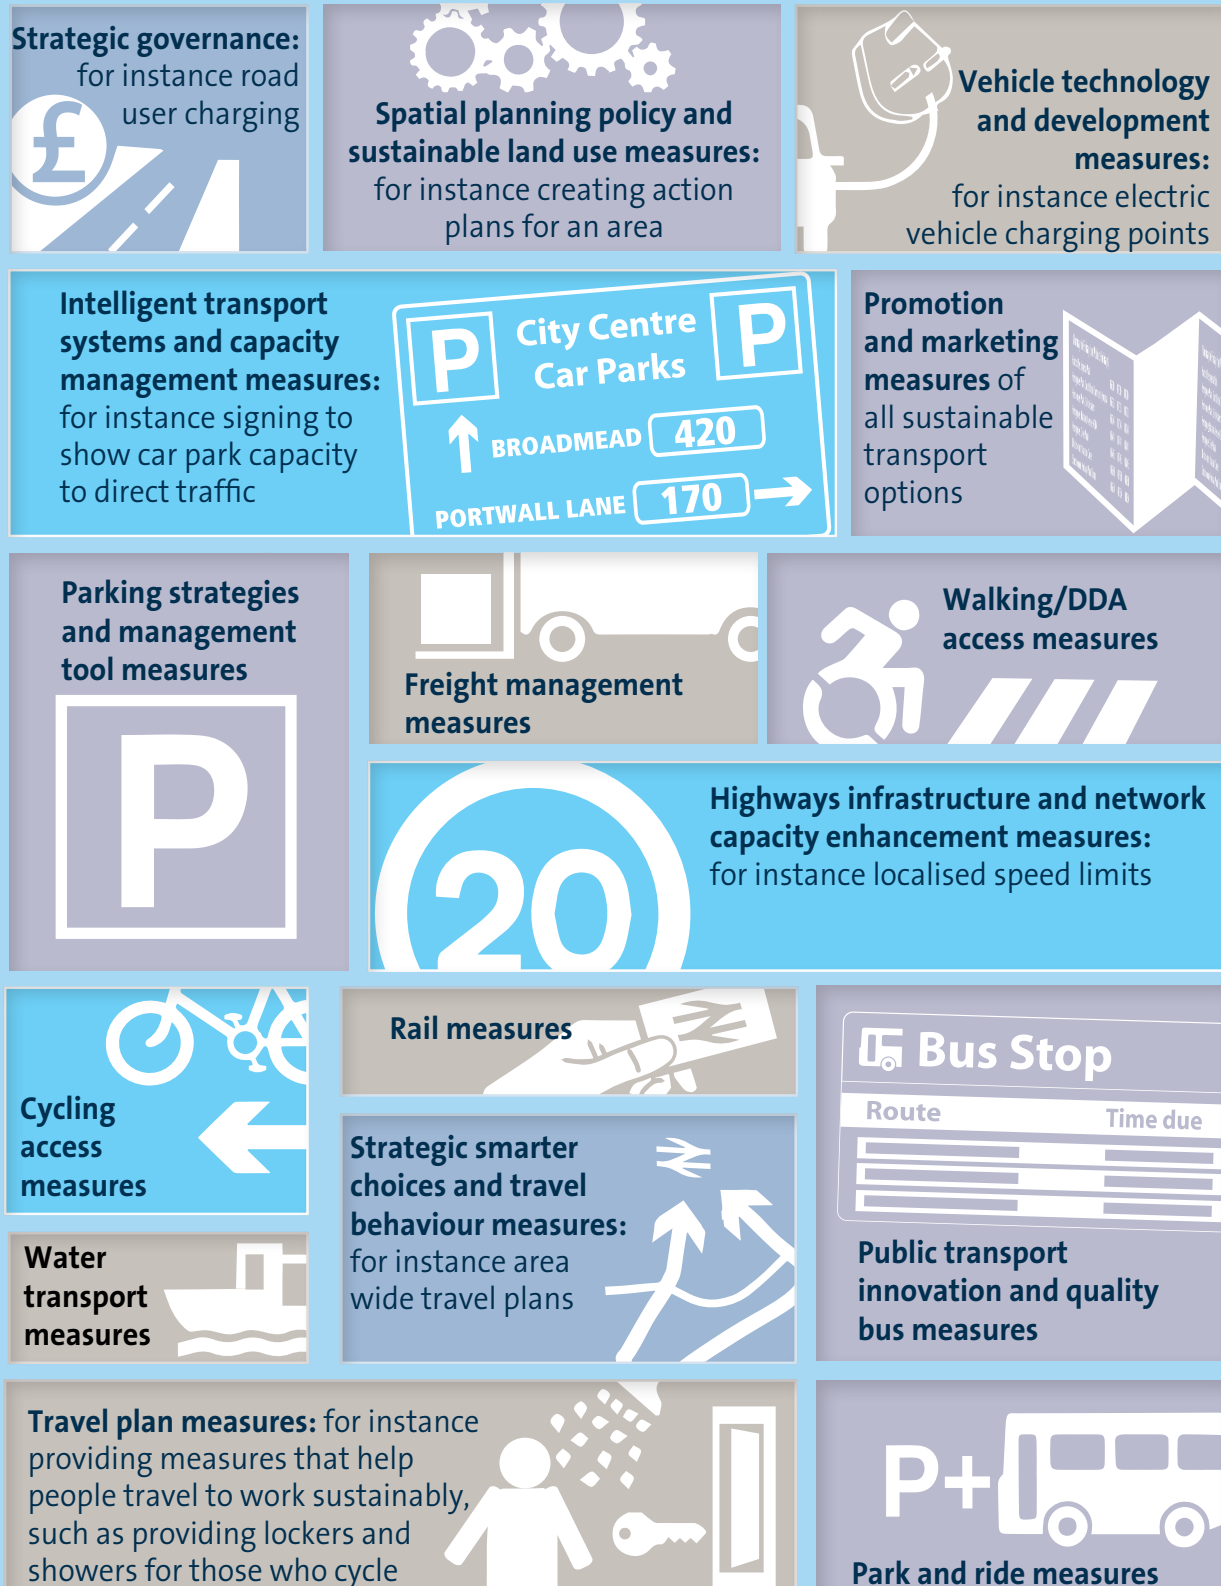 Strategic governance:
for instance road
user charging
£
Spatial planning policy and
sustainable land use measures:
for instance creating action
plans for an area
Vehicle technology
and development
measures:
for instance electric
vehicle charging points
Intelligent transport
systems and capacity
management measures:
for instance signing to
show car park capacity
to direct traffic
P City Centre P
Car Parks
BROADMEAD 420
PORTWALL LANE 170
Promotion
and marketing
measures of
all sustainable
transport
options
Parking strategies
and management
tool measures
P
Freight management
measures
Walking/DDA
access measures
20
Highways infrastructure and network
capacity enhancement measures:
for instance localised speed limits
Cycling
access
measures
Rail measures
Bus Stop
Route Time due
Public transport
innovation and quality
bus measures
Strategic smarter
choices and travel
behaviour measures:
for instance area
wide travel plans
Water
transport
measures
Travel plan measures: for instance
providing measures that help
people travel to work sustainably,
such as providing lockers and
showers for those who cycle
P+
Park and ride measures